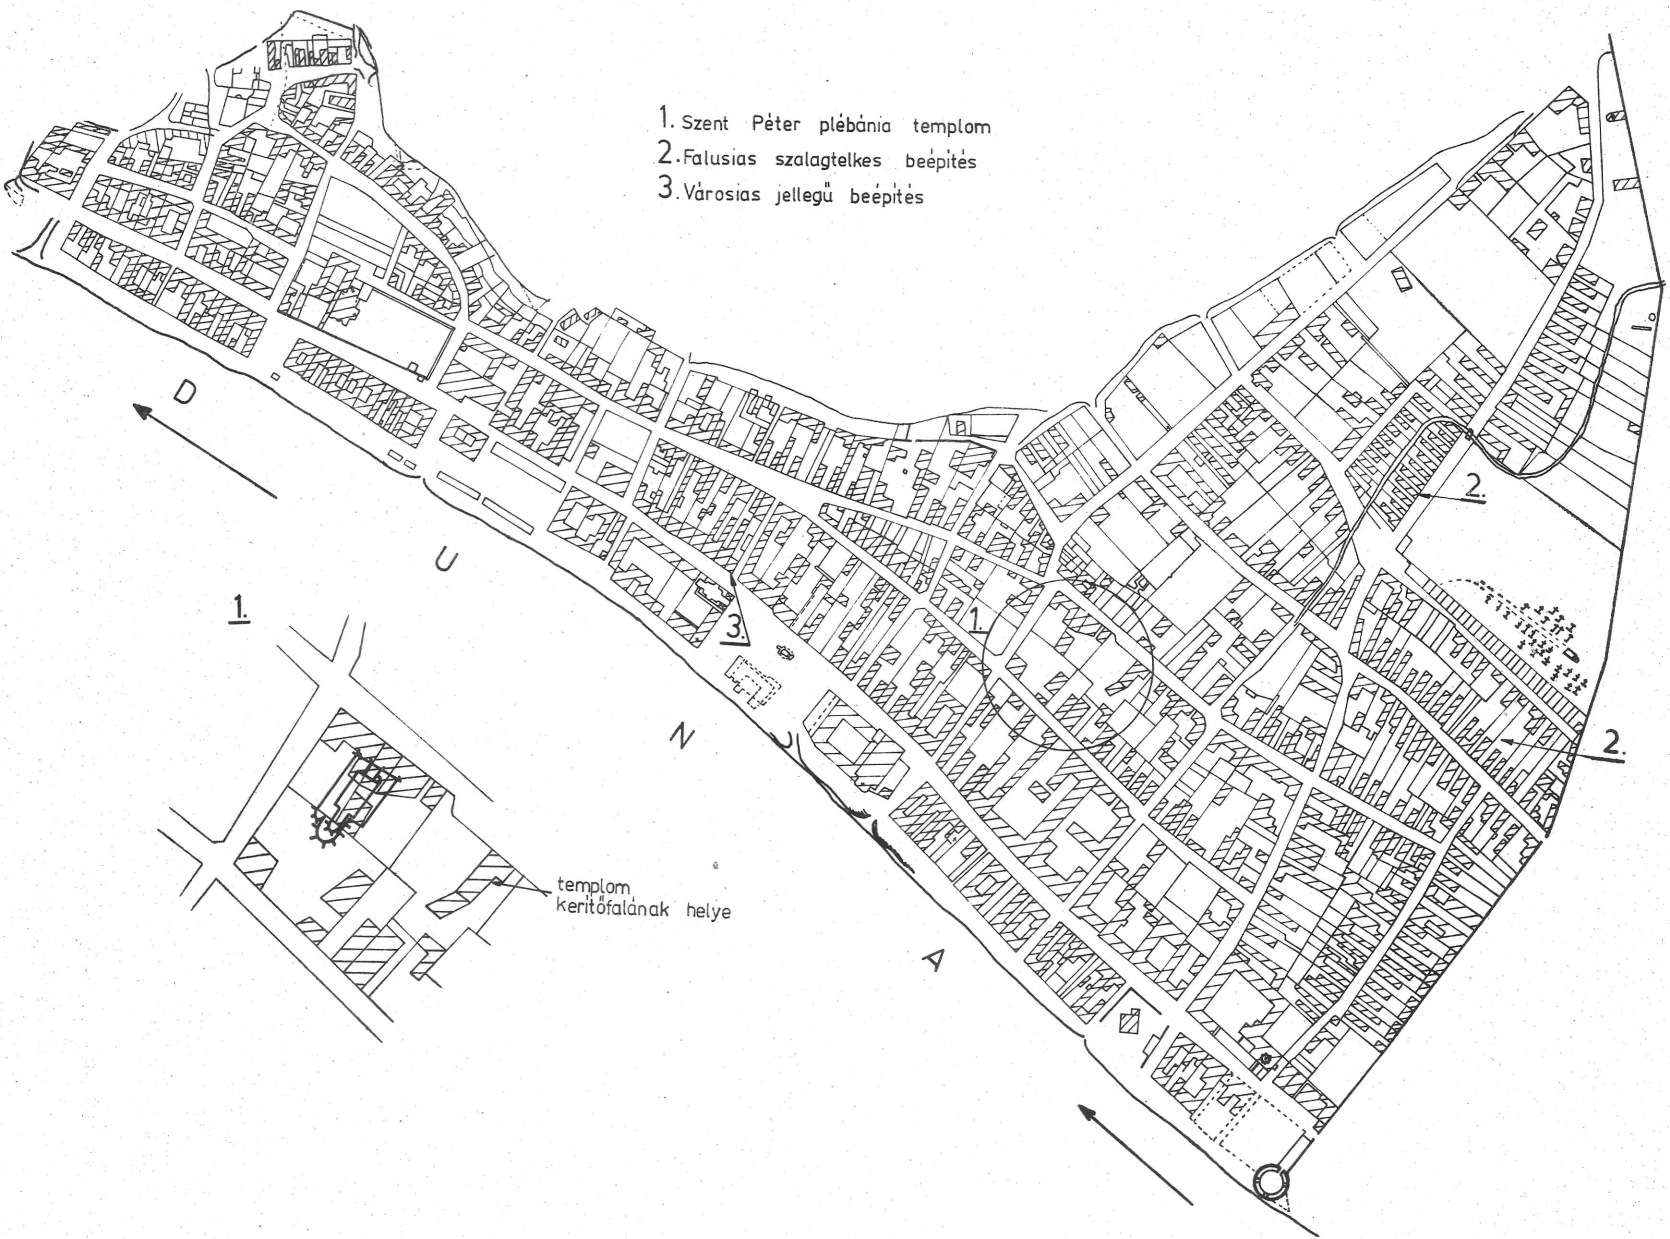 1. Szent Péter plébánia templom
2. Falusias szalagtelkes beépítés
3. Városias jellegű beépítés
D
U
N
A
1.
2.
3.
1.
2.
templom
kerítőfalának helye